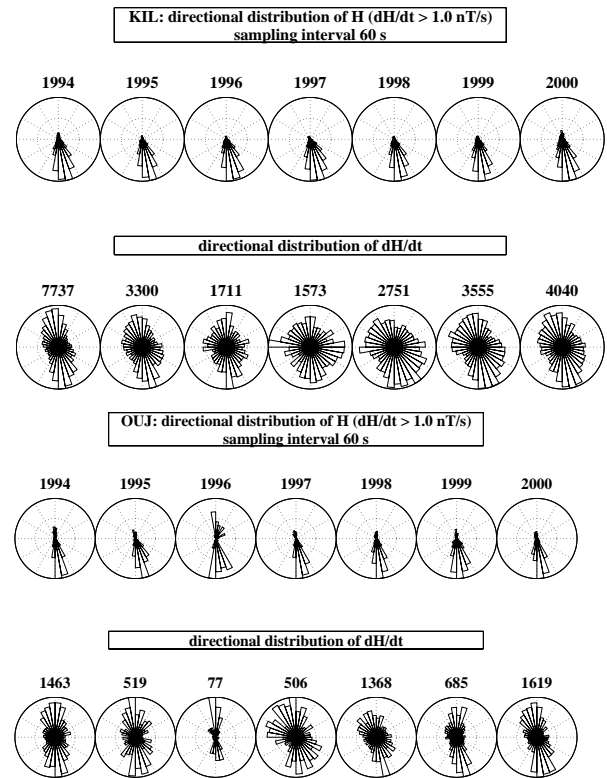 KIL: directional distribution of H (dH/dt > 1.0 nT/s)
sampling interval 60 s
1994 1995 1996 1997 1998 1999 2000
directional distribution of dH/dt
7737 3300 1711 1573 2751 3555 4040
OUJ: directional distribution of H (dH/dt > 1.0 nT/s)
sampling interval 60 s
1994 1995 1996 1997 1998 1999 2000
directional distribution of dH/dt
1463 519 77 506 1368 685 1619